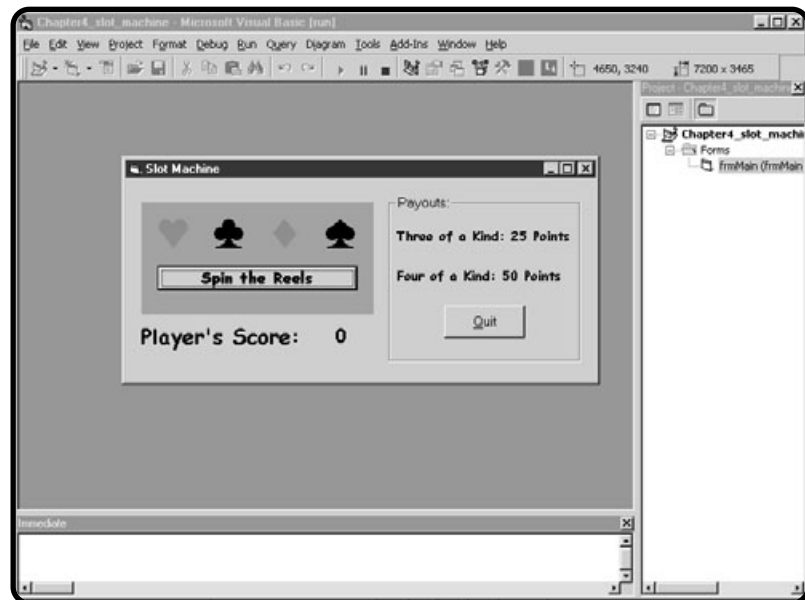 Chapter4_slot_machine - Microsoft Visual Basic [run]
File Edit View Project Format Debug Run Query Diagram Tools Add-Ins Window Help
4650, 3240 7200 x 3465
Project - Chapter4_slot_machine
Chapter4_slot_machi
Forms
frmMain (frmMain
Slot Machine
Payouts:
Three of a Kind: 25 Points
Spin the Reels
Four of a Kind: 50 Points
Quit
Player's Score: 0
Immediate